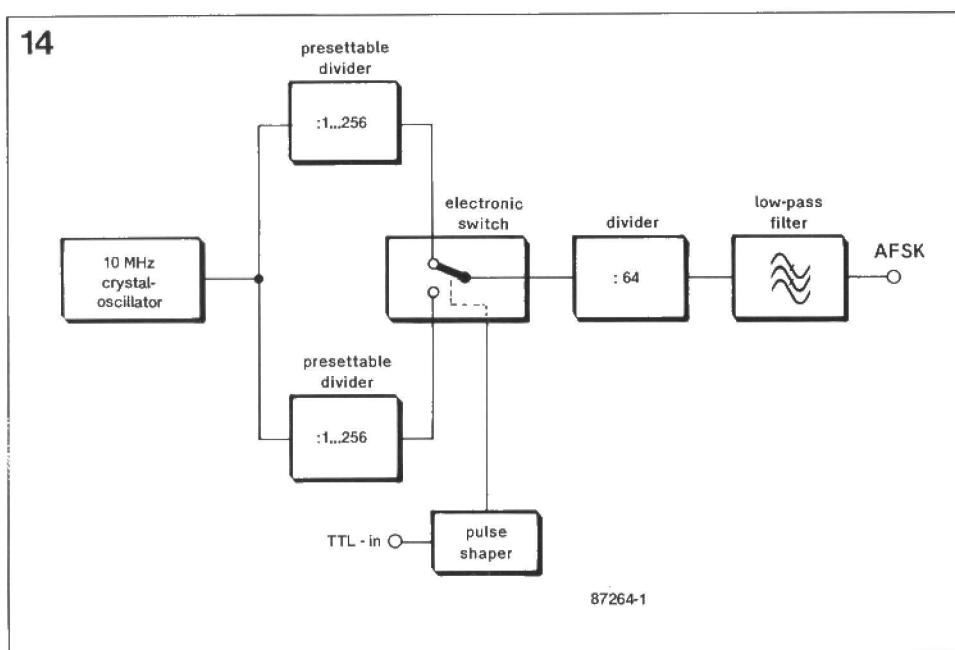 14
presettable
divider
:1...256
electronic
switch
divider
low-pass
filter
AFSK
10 MHz
crystal-
oscillator
: 64
presettable
divider
:1...256
TTL - in
pulse
shaper
87264-1